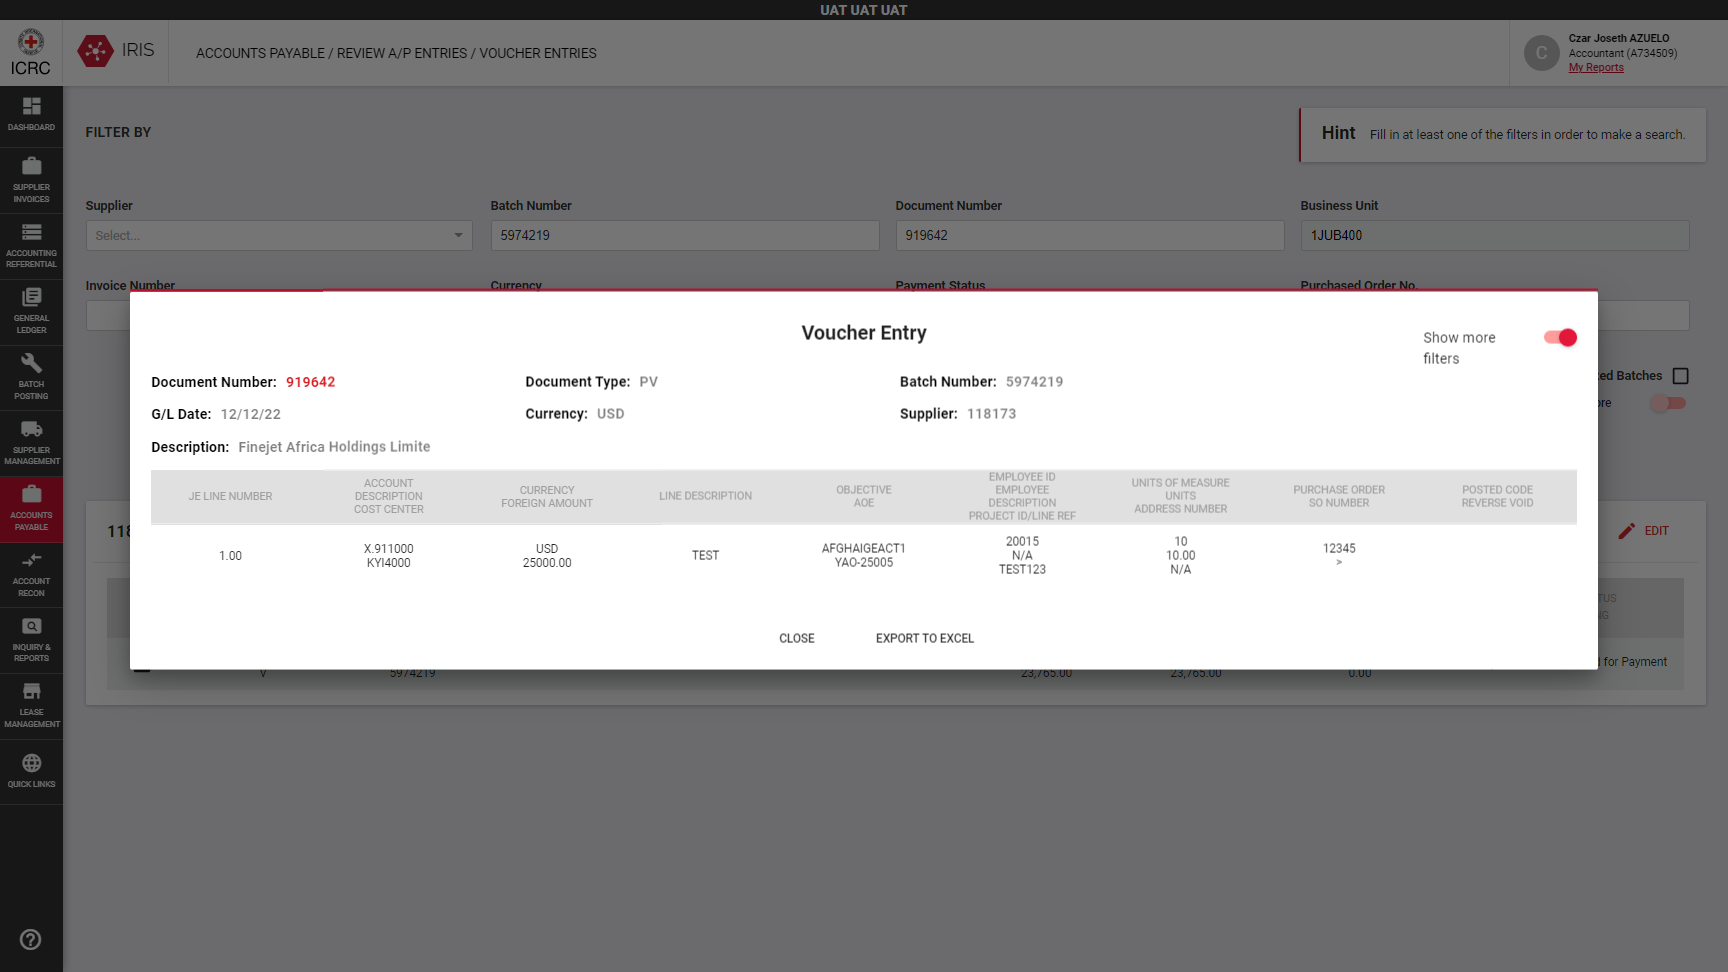 UAT UAT UAT
ICRC
IRIS
ACCOUNTS PAYABLE / REVIEW A/P ENTRIES / VOUCHER ENTRIES
C
Czar Joseth AZUELO
Accountant (A734509)
My Reports
DASHBOARD
SUPPLIER
INVOICES
ACCOUNTING
REFERENTIAL
GENERAL
LEDGER
BATCH
POSTING
SUPPLIER
MANAGEMENT
ACCOUNTS
PAYABLE
ACCOUNT
RECON
INQUIRY &
REPORTS
LEASE
MANAGEMENT
QUICK LINKS
FILTER BY
Hint Fill in at least one of the filters in order to make a search.
Supplier Batch Number Document Number Business Unit
Select... 5974219 919642 1JUB400
Invoice Number Currency Payment Status Purchased Order No.
Batches
118
EDIT
for Payment
V 5974219 23,765.00 23,765.00 0.00
Voucher Entry
Show more
filters
Document Number: 919642 Document Type: PV Batch Number: 5974219
G/L Date: 12/12/22 Currency: USD Supplier: 118173
Description: Finejet Africa Holdings Limite
JE LINE NUMBER
ACCOUNT
DESCRIPTION
COST CENTER
CURRENCY
FOREIGN AMOUNT
LINE DESCRIPTION
OBJECTIVE
AOE
EMPLOYEE ID
EMPLOYEE
DESCRIPTION
PROJECT ID/LINE REF
UNITS OF MEASURE
UNITS
ADDRESS NUMBER
PURCHASE ORDER
SO NUMBER
POSTED CODE
REVERSE VOID
1.00
X.911000
KYI4000
USD
25000.00
TEST
AFGHAIGEACT1
YAO-25005
20015
N/A
TEST123
10
10.00
N/A
12345
>
CLOSE EXPORT TO EXCEL